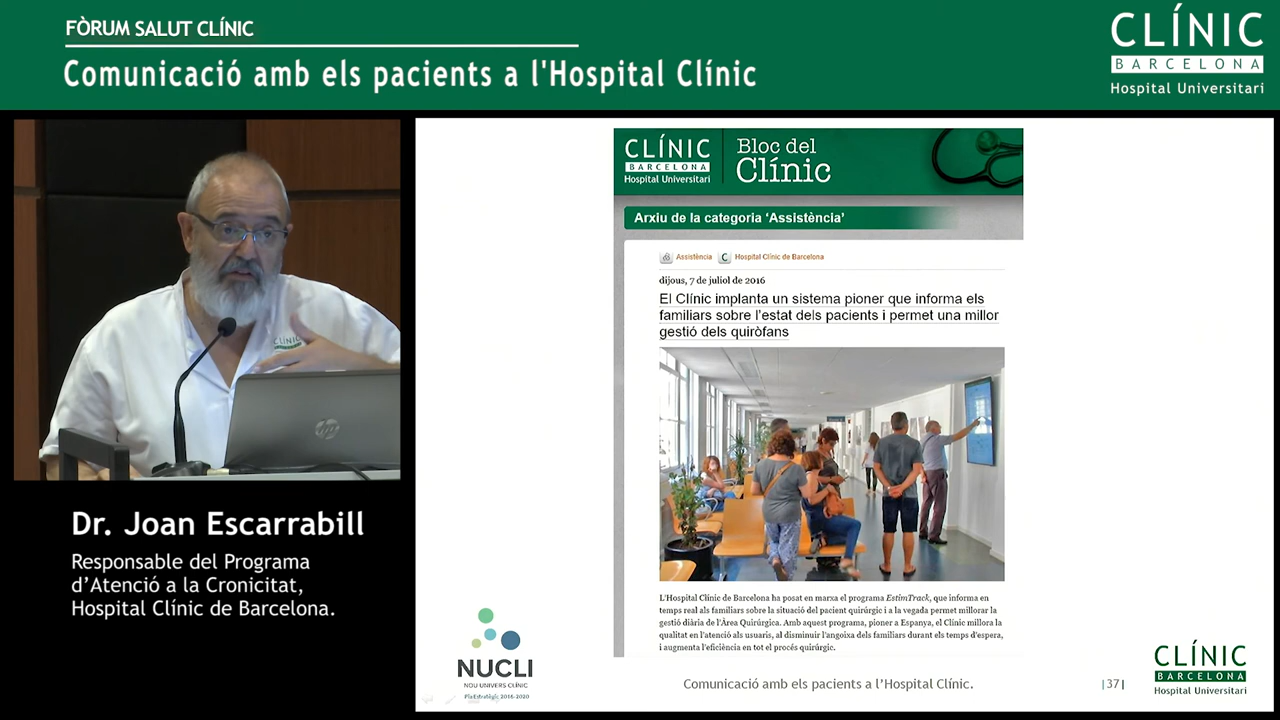 FÒRUM SALUT CLÍNIC
Comunicació amb els pacients a l'Hospital Clínic
CLÍNIC
BARCELONA
Hospital Universitari
CLÍNIC
BARCELONA
Hospital Universitari
Bloc del
Clínic
Arxiu de la categoria ‘Assistència’
Assistència
Hospital Clínic de Barcelona
dijous, 7 de juliol de 2016
El Clínic implanta un sistema pioner que informa els
familiars sobre l'estat dels pacients i permet una millor
gestió dels quiròfans
L'Hospital Clínic de Barcelona ha posat en marxa el programa EstimTrack, que informa en
temps real als familiars sobre la situació del pacient quirúrgic i a la vegada permet millorar la
gestió diària de l'Àrea Quirúrgica. Amb aquest programa, pioner a Espanya, el Clínic millora la
qualitat en l'atenció als usuaris, al disminuir l'angoixa dels familiars durant els temps d'espera,
i augmenta l'eficiència en tot el procés quirúrgic.
CLÍNIC
hp
Dr. Joan Escarrabill
Responsable del Programa
d’Atenció a la Cronicitat,
Hospital Clínic de Barcelona.
NUCLI
NOU UNIVERS CLÍNIC
Pla Estratègic 2016-2020
Comunicació amb els pacients a l’Hospital Clínic.
|37|
CLÍNIC
BARCELONA
Hospital Universitari